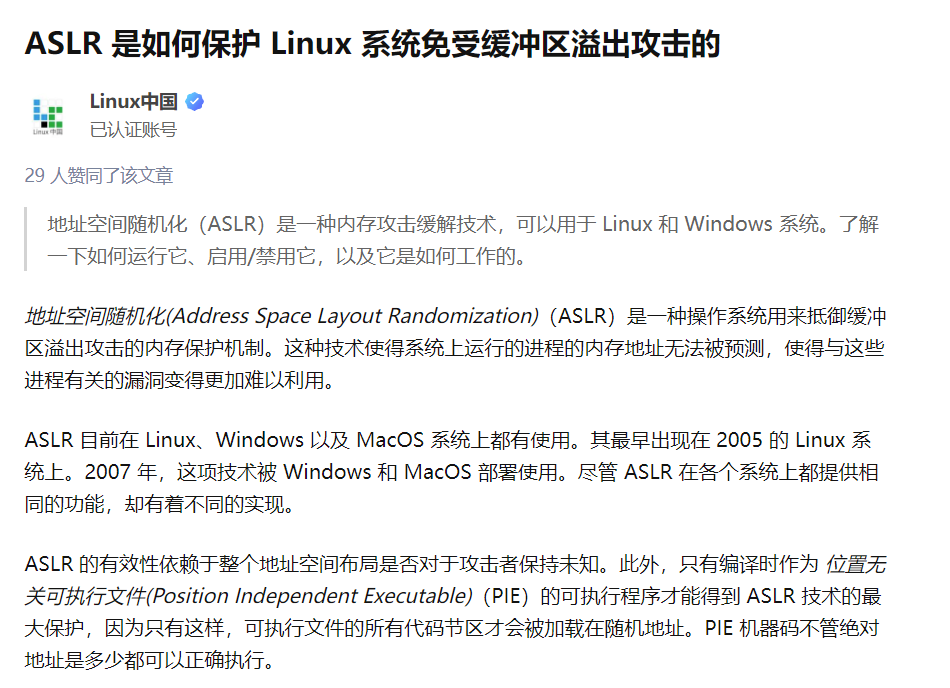 ASLR 是如何保护 Linux 系统免受缓冲区溢出攻击的
Linux中国
Linux 中国
已认证账号
29 人赞同了该文章
地址空间随机化（ASLR）是一种内存攻击缓解技术，可以用于 Linux 和 Windows 系统。了解
一下如何运行它、启用/禁用它，以及它是如何工作的。
地址空间随机化(Address Space Layout Randomization)（ASLR）是一种操作系统用来抵御缓冲
区溢出攻击的内存保护机制。这种技术使得系统上运行的进程的内存地址无法被预测，使得与这些
进程有关的漏洞变得更加难以利用。
ASLR 目前在 Linux、Windows 以及 MacOS 系统上都有使用。其最早出现在 2005 的 Linux 系
统上。2007 年，这项技术被 Windows 和 MacOS 部署使用。尽管 ASLR 在各个系统上都提供相
同的功能，却有着不同的实现。
ASLR 的有效性依赖于整个地址空间布局是否对于攻击者保持未知。此外，只有编译时作为 位置无
关可执行文件(Position Independent Executable)（PIE）的可执行程序才能得到 ASLR 技术的最
大保护，因为只有这样，可执行文件的所有代码节区才会被加载在随机地址。PIE 机器码不管绝对
地址是多少都可以正确执行。